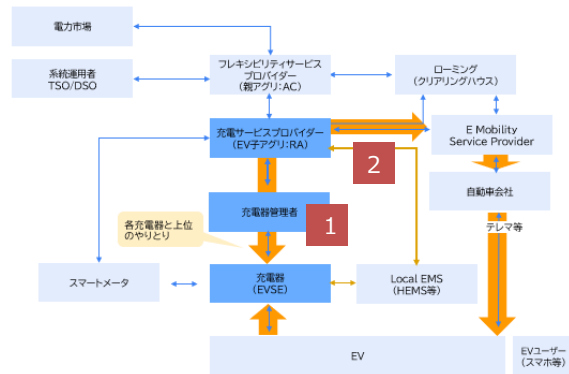 電力市場
フレキシビリティサービス
プロバイダー
(親アグリ:AC)
ローミング
(クリアリングハウス)
系統運用者
TSO/DSO
充電サービスプロバイダー
(EV子アグリ:RA)
E Mobility
Service Provider
2
自動車会社
充電器管理者
1
テレマ等
各充電器と上位
のやりとり
スマートメータ
充電器
(EVSE)
Local EMS
(HEMS等)
EV
EVユーザー
(スマホ等)